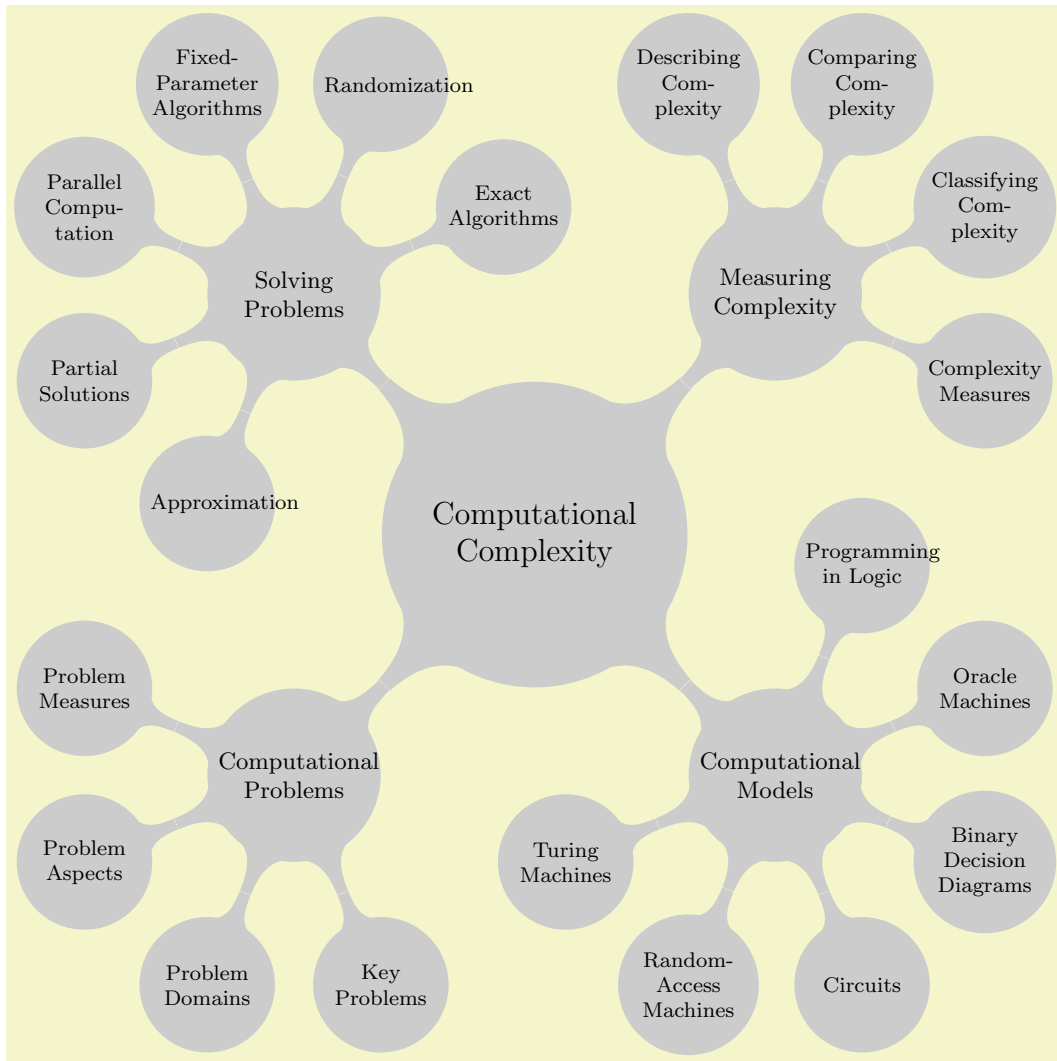 Computational
Complexity
Solving
Problems
Fixed-
Parameter
Algorithms
Randomization
Exact
Algorithms
Parallel
Compu-
tation
Partial
Solutions
Approximation
Measuring
Complexity
Describing
Com-
plexity
Comparing
Com-
plexity
Classifying
Com-
plexity
Complexity
Measures
Computational
Problems
Problem
Measures
Problem
Aspects
Problem
Domains
Key
Problems
Computational
Models
Programming
in Logic
Oracle
Machines
Binary
Decision
Diagrams
Circuits
Random-
Access
Machines
Turing
Machines